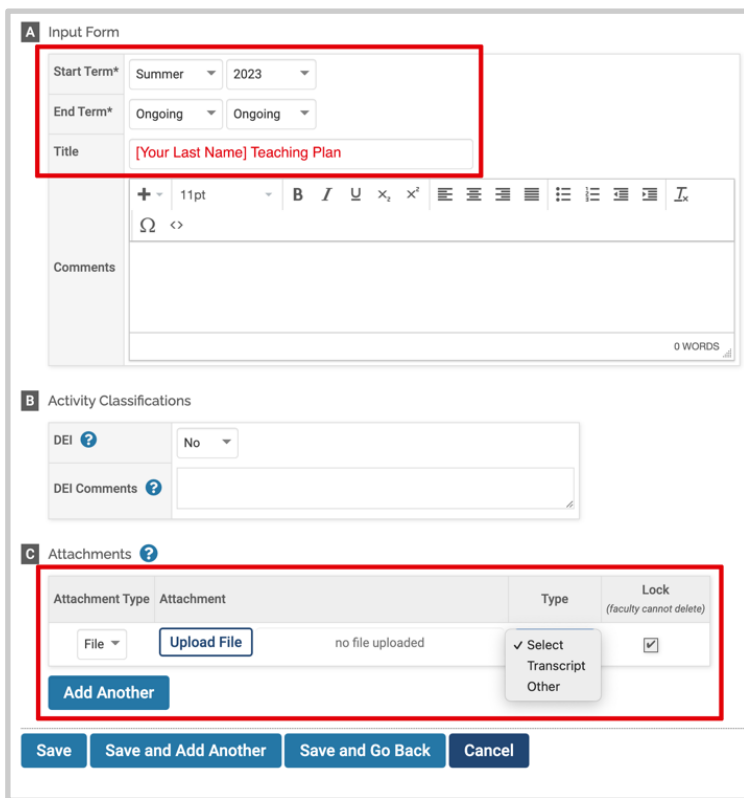 A Input Form
Start Term* Summer 2023
End Term* Ongoing Ongoing
Title [Your Last Name] Teaching Plan
11pt B I U X₂ X² Tx
Ω <>
Comments
0 WORDS
B Activity Classifications
DEI ? No
DEI Comments ?
C Attachments ?
Attachment Type Attachment Type Lock
(faculty cannot delete)
File Upload File no file uploaded ✓ Select
Transcript
Other
Add Another
Save Save and Add Another Save and Go Back Cancel